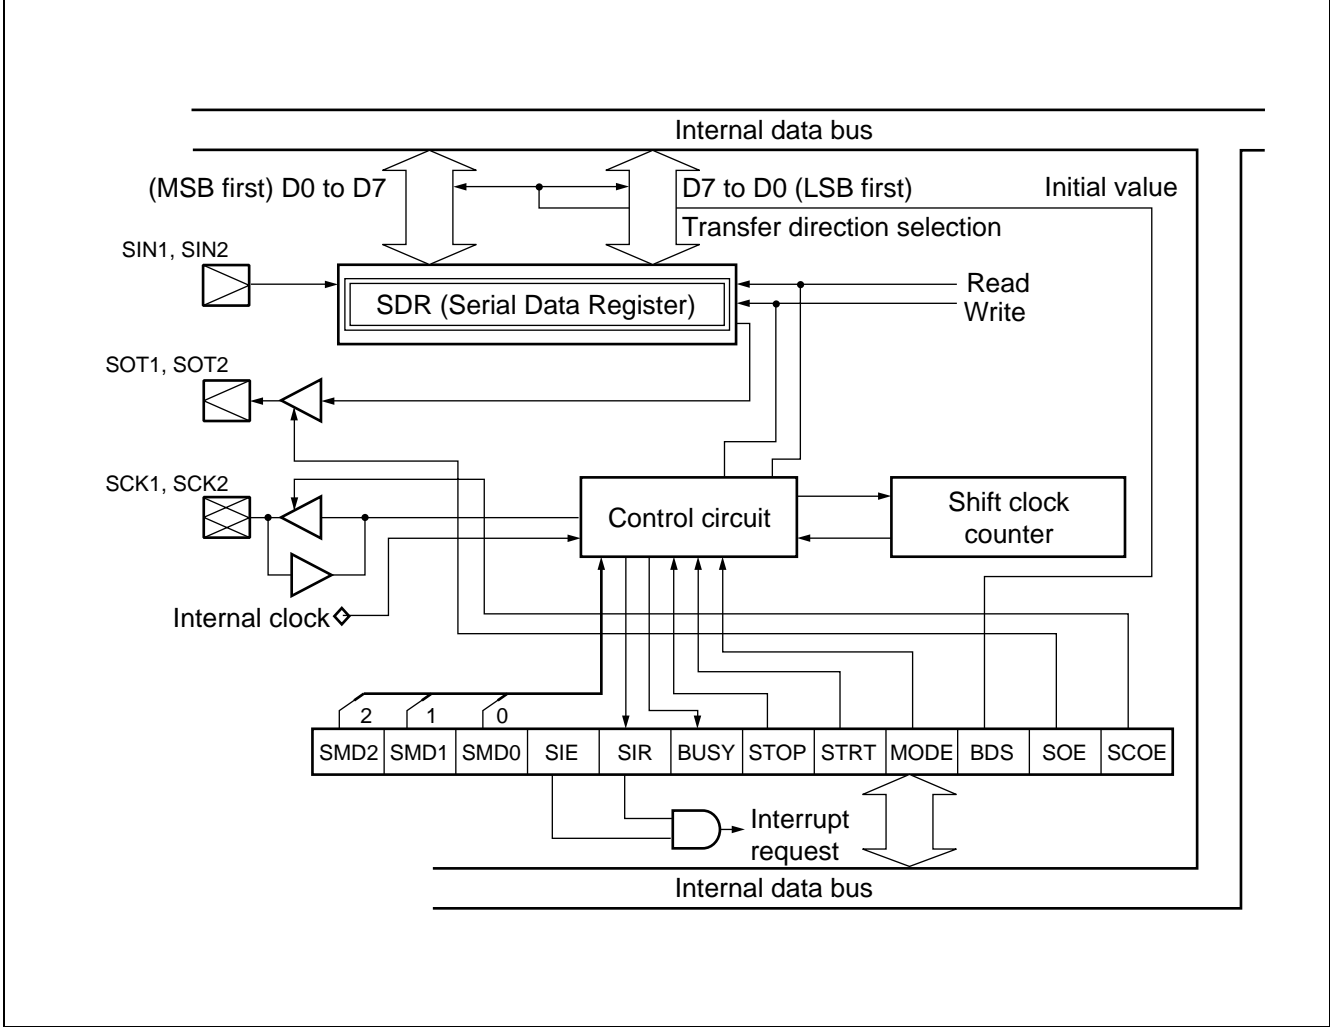 Internal data bus
(MSB first) D0 to D7
D7 to D0 (LSB first)
Initial value
Transfer direction selection
SIN1, SIN2
SDR (Serial Data Register)
Read
Write
SOT1, SOT2
SCK1, SCK2
Control circuit
Shift clock
counter
Internal clock
2 1 0
SMD2 SMD1 SMD0 SIE SIR BUSY STOP STRT MODE BDS SOE SCOE
Interrupt
request
Internal data bus